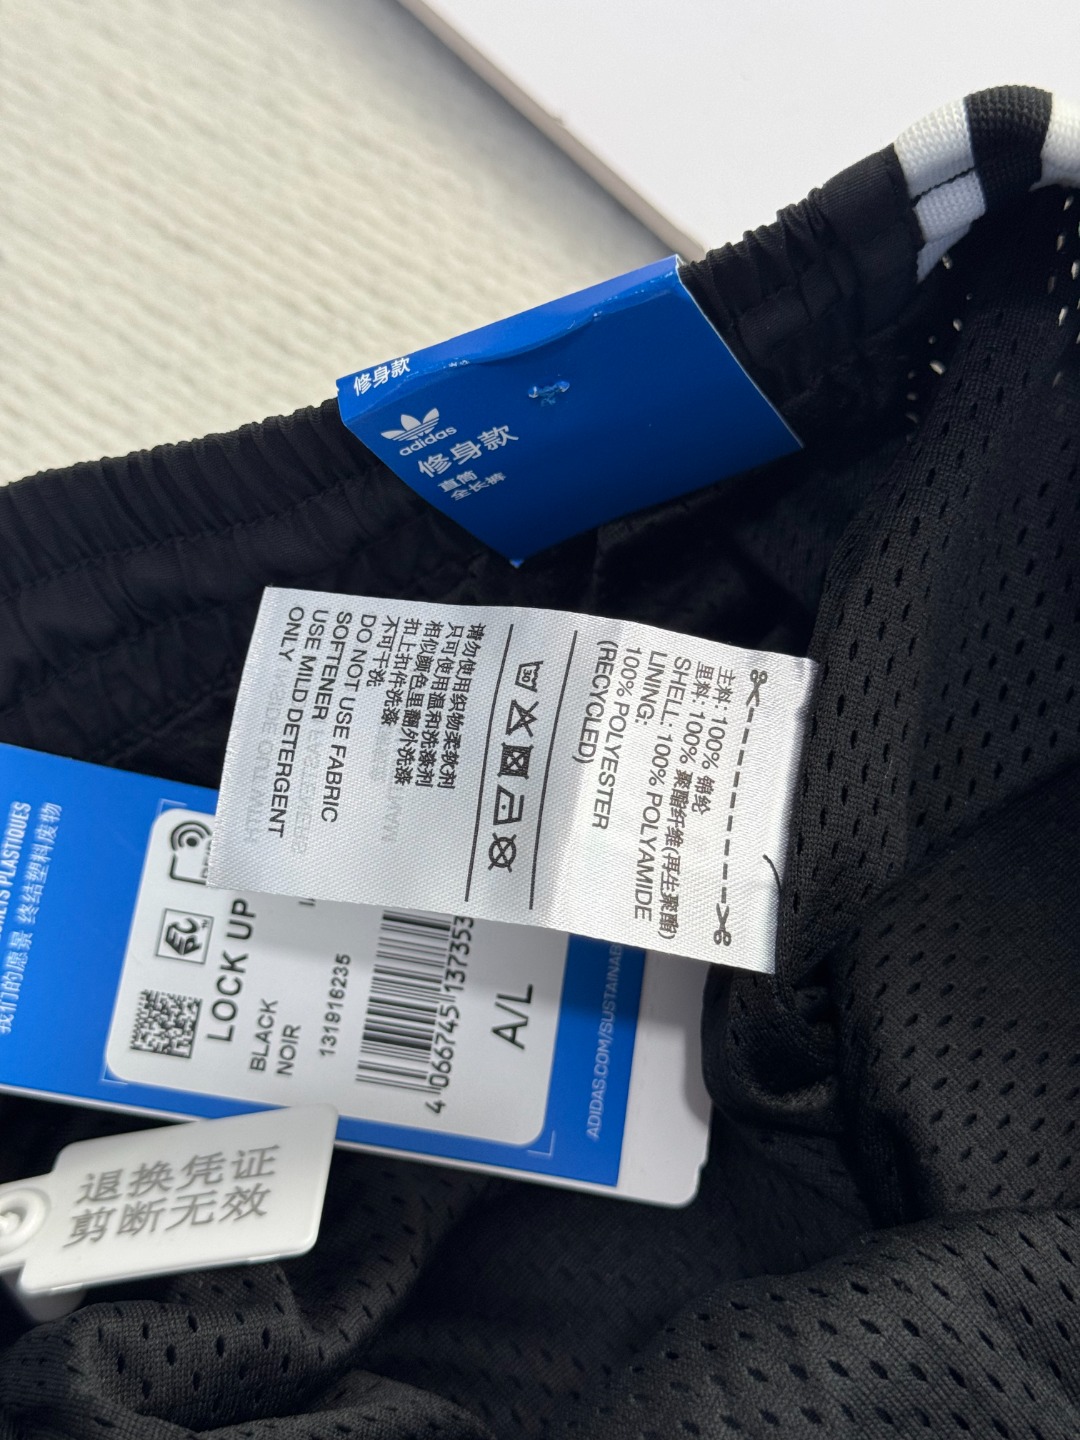 修身款
adidas
修身款
直筒
全长裤
主料: 100% 锦纶
里料: 100% 聚酯纤维(再生聚酯)
SHELL: 100% POLYAMIDE
LINING:
100% POLYESTER
(RECYCLED)
30
请勿使用织物柔软剂
只可使用温和洗涤剂
相似颜色里翻外洗涤
扣上扣件洗涤
不可干洗
DO NOT USE FABRIC
SOFTENER
USE MILD DETERGENT
ONLY
PLASTIQUES
我们的愿景 终结塑料废物
LOCK UP
BLACK
NOIR
131916235
4 066745 137353
A/L
ADIDAS.COM/SUSTAINAB
退换凭证
剪断无效